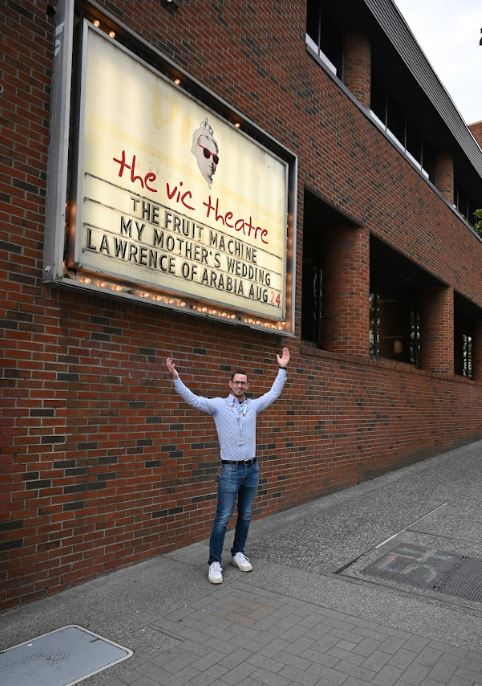 the vic theatre
THE FRUIT MACHINE
MY MOTHER'S WEDDING
LAWRENCE OF ARABIA AUG 24